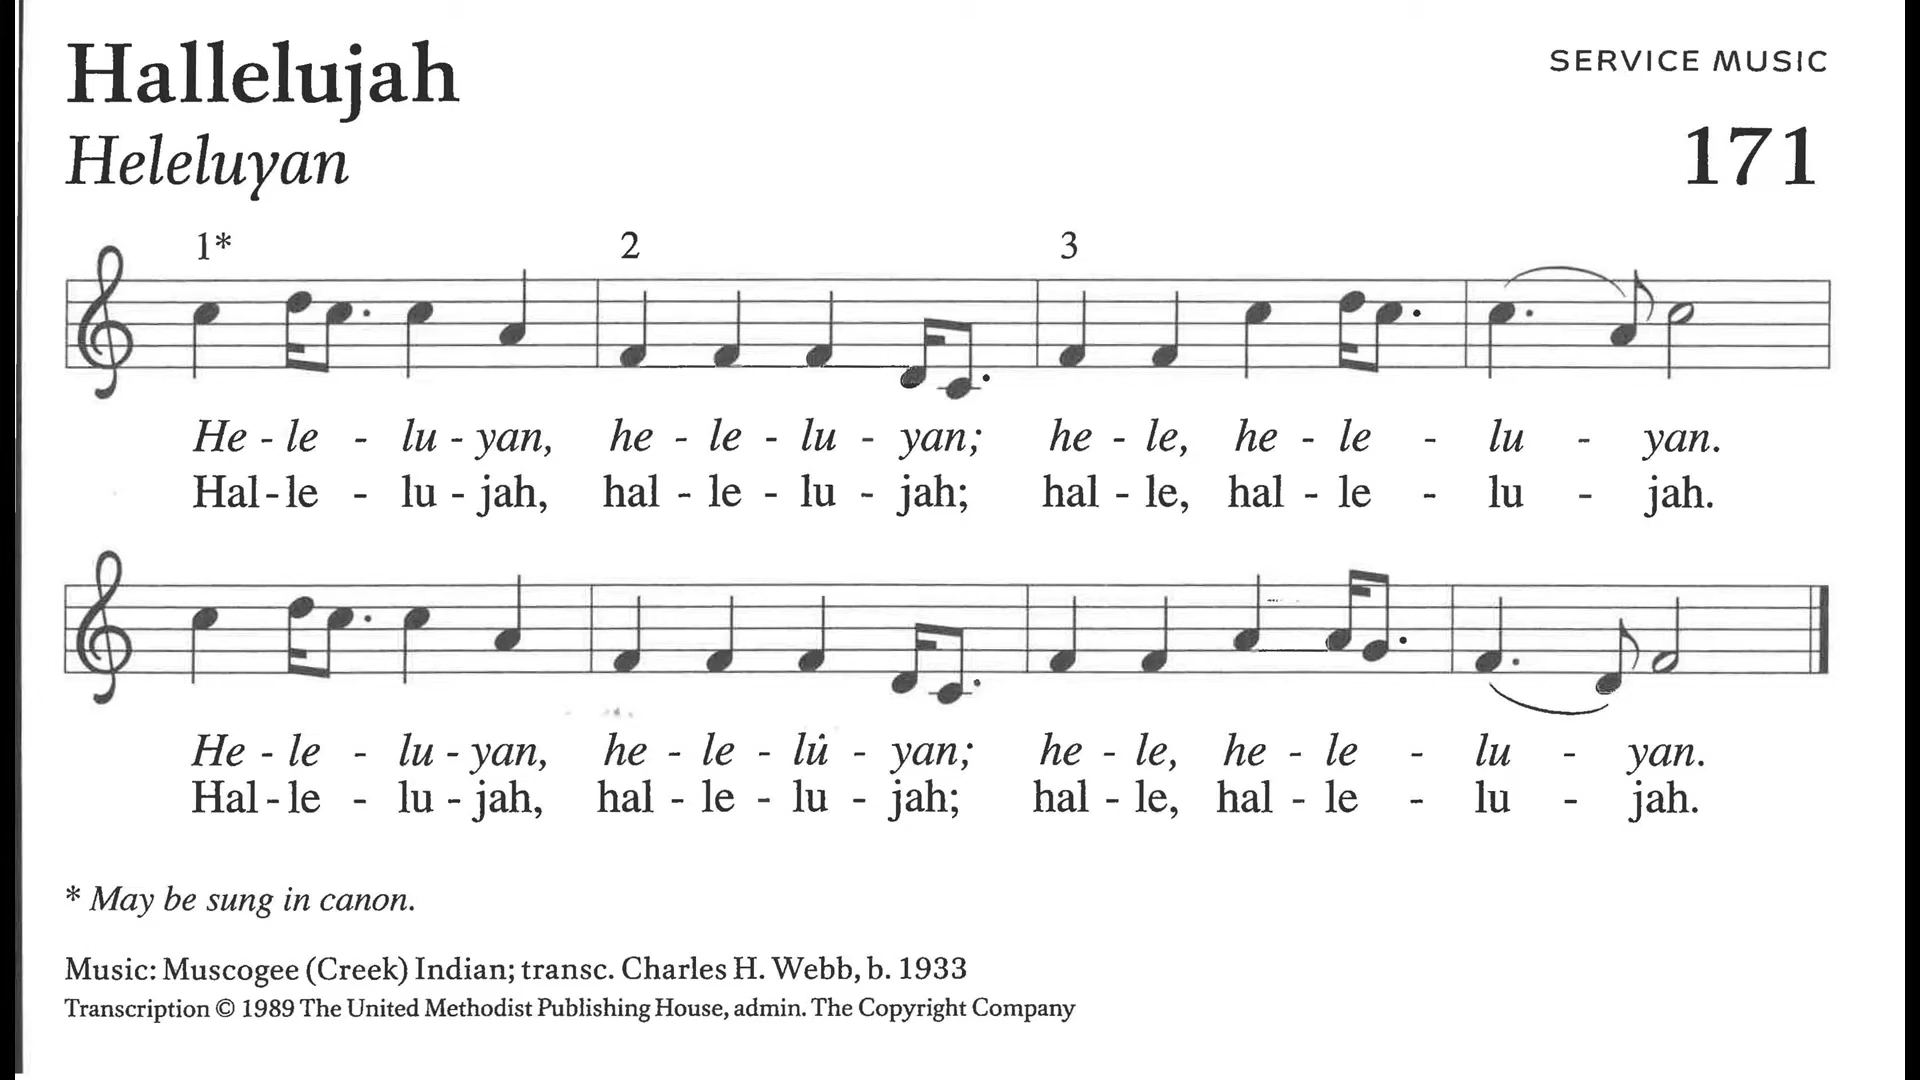 Hallelujah
SERVICE MUSIC
Heleluyan
171
1* 2 3
He - le - lu - yan, he - le - lu - yan; he - le, he - le - lu - yan.
Hal - le - lu - jah, hal - le - lu - jah; hal - le, hal - le - lu - jah.
He - le - lu - yan, he - le - lu - yan; he - le, he - le - lu - yan.
Hal - le - lu - jah, hal - le - lu - jah; hal - le, hal - le - lu - jah.
* May be sung in canon.
Music: Muscogee (Creek) Indian; transc. Charles H. Webb, b. 1933
Transcription © 1989 The United Methodist Publishing House, admin. The Copyright Company